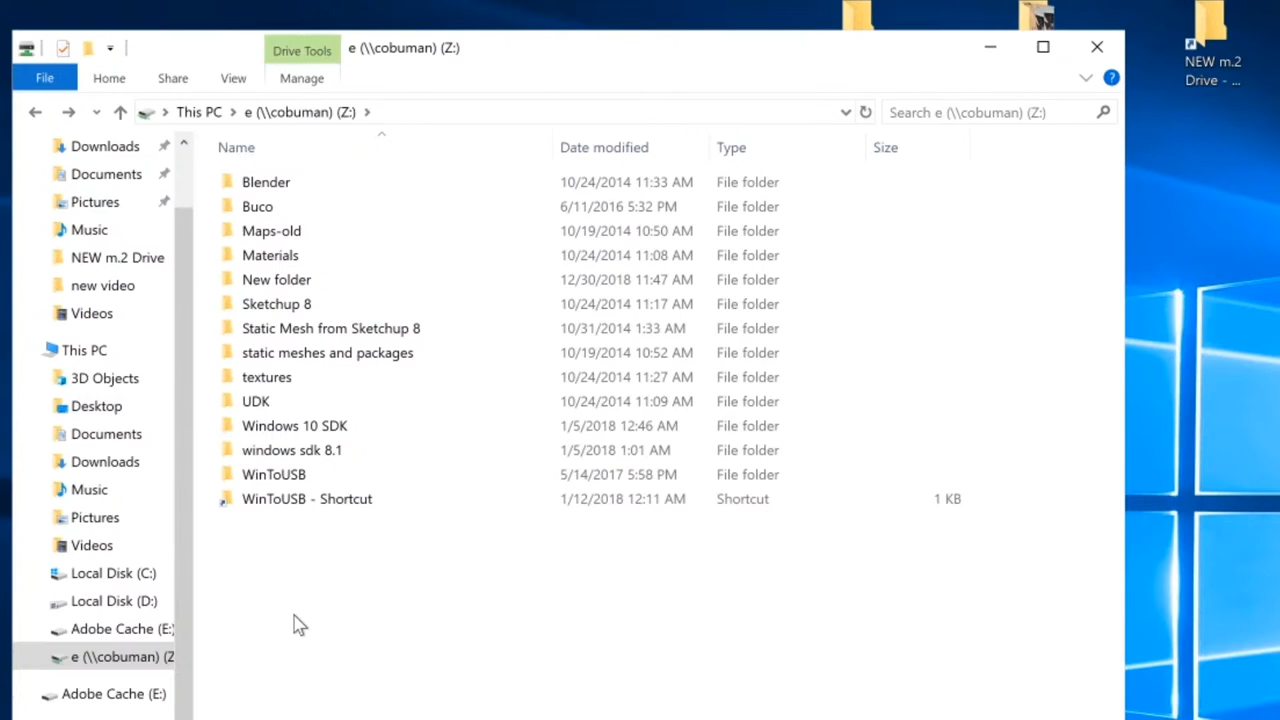 Drive Tools e (\\cobuman) (Z:)
File Home Share View Manage
This PC e (\\cobuman) (Z:) Search e (\\cobuman) (Z:)
NEW m.2
Drive - ...
Downloads
Documents
Pictures
Music
NEW m.2 Drive
new video
Videos
This PC
3D Objects
Desktop
Documents
Downloads
Music
Pictures
Videos
Local Disk (C:)
Local Disk (D:)
Adobe Cache (E:)
e (\\cobuman) (Z
Adobe Cache (E:)
Name Date modified Type Size
Blender 10/24/2014 11:33 AM File folder
Buco 6/11/2016 5:32 PM File folder
Maps-old 10/19/2014 10:50 AM File folder
Materials 10/24/2014 11:08 AM File folder
New folder 12/30/2018 11:47 AM File folder
Sketchup 8 10/24/2014 11:17 AM File folder
Static Mesh from Sketchup 8 10/31/2014 1:33 AM File folder
static meshes and packages 10/19/2014 10:52 AM File folder
textures 10/24/2014 11:27 AM File folder
UDK 10/24/2014 11:09 AM File folder
Windows 10 SDK 1/5/2018 12:46 AM File folder
windows sdk 8.1 1/5/2018 1:01 AM File folder
WinToUSB 5/14/2017 5:58 PM File folder
WinToUSB - Shortcut 1/12/2018 12:11 AM Shortcut 1 KB